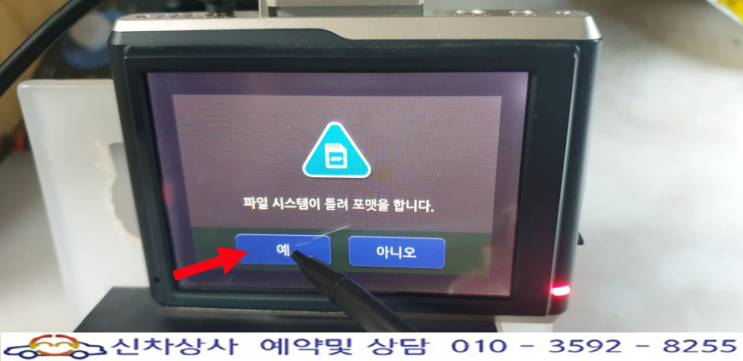 파일 시스템이 틀려 포맷을 합니다.
예
아니오
신차상사 예약및 상담 010 - 3592 - 8255